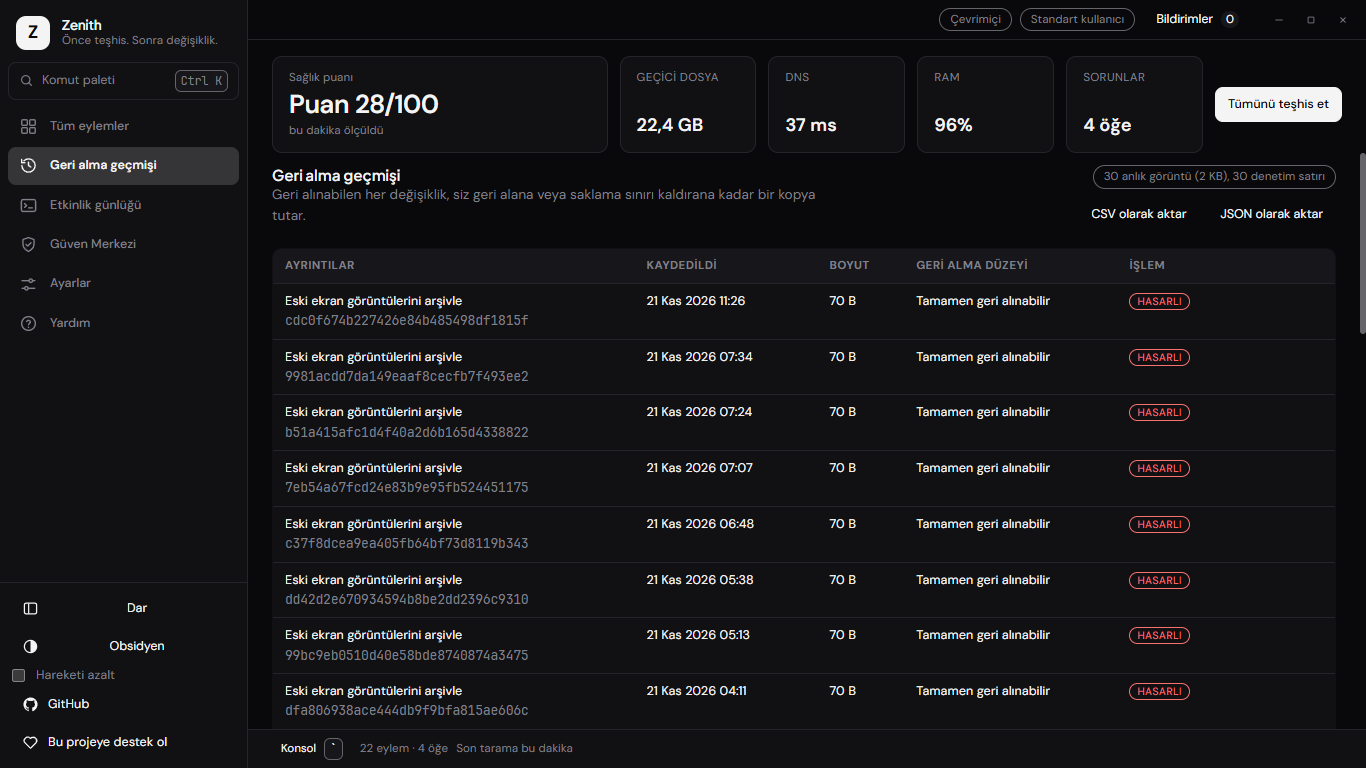 Z
Zenith
Önce teşhis. Sonra değişiklik.
Komut paleti Ctrl K
Tüm eylemler
Geri alma geçmişi
Etkinlik günlüğü
Güven Merkezi
Ayarlar
Yardım
Dar
Obsidyen
Hareketi azalt
GitHub
Bu projeye destek ol
Çevrimiçi Standart kullanıcı Bildirimler 0
Sağlık puanı
Puan 28/100
bu dakika ölçüldü
GEÇİCİ DOSYA
22,4 GB
DNS
37 ms
RAM
96%
SORUNLAR
4 öğe
Tümünü teşhis et
Geri alma geçmişi
Geri alınabilen her değişiklik, siz geri alana veya saklama sınırı kaldırana kadar bir kopya
tutar.
30 anlık görüntü (2 KB), 30 denetim satırı
CSV olarak aktar JSON olarak aktar
AYRINTILAR KAYDEDİLDİ BOYUT GERİ ALMA DÜZEYİ İŞLEM
Eski ekran görüntülerini arşivle 21 Kas 2026 11:26 70 B Tamamen geri alınabilir HASARLI
cdc0f674b227426e84b485498df1815f
Eski ekran görüntülerini arşivle 21 Kas 2026 07:34 70 B Tamamen geri alınabilir HASARLI
9981acdd7da149eaaf8cecfb7f493ee2
Eski ekran görüntülerini arşivle 21 Kas 2026 07:24 70 B Tamamen geri alınabilir HASARLI
b51a415afc1d4f40a2d6b165d4338822
Eski ekran görüntülerini arşivle 21 Kas 2026 07:07 70 B Tamamen geri alınabilir HASARLI
7eb54a67fcd24e83b9e95fb524451175
Eski ekran görüntülerini arşivle 21 Kas 2026 06:48 70 B Tamamen geri alınabilir HASARLI
c37f8dcea9ea405fb64bf73d8119b343
Eski ekran görüntülerini arşivle 21 Kas 2026 05:38 70 B Tamamen geri alınabilir HASARLI
dd42d2e670934594b8be2dd2396c9310
Eski ekran görüntülerini arşivle 21 Kas 2026 05:13 70 B Tamamen geri alınabilir HASARLI
99bc9eb0510d40e58bde8740874a3475
Eski ekran görüntülerini arşivle 21 Kas 2026 04:11 70 B Tamamen geri alınabilir HASARLI
dfa806938ace444db9f9bfa815ae606c
Konsol ` 22 eylem · 4 öğe Son tarama bu dakika